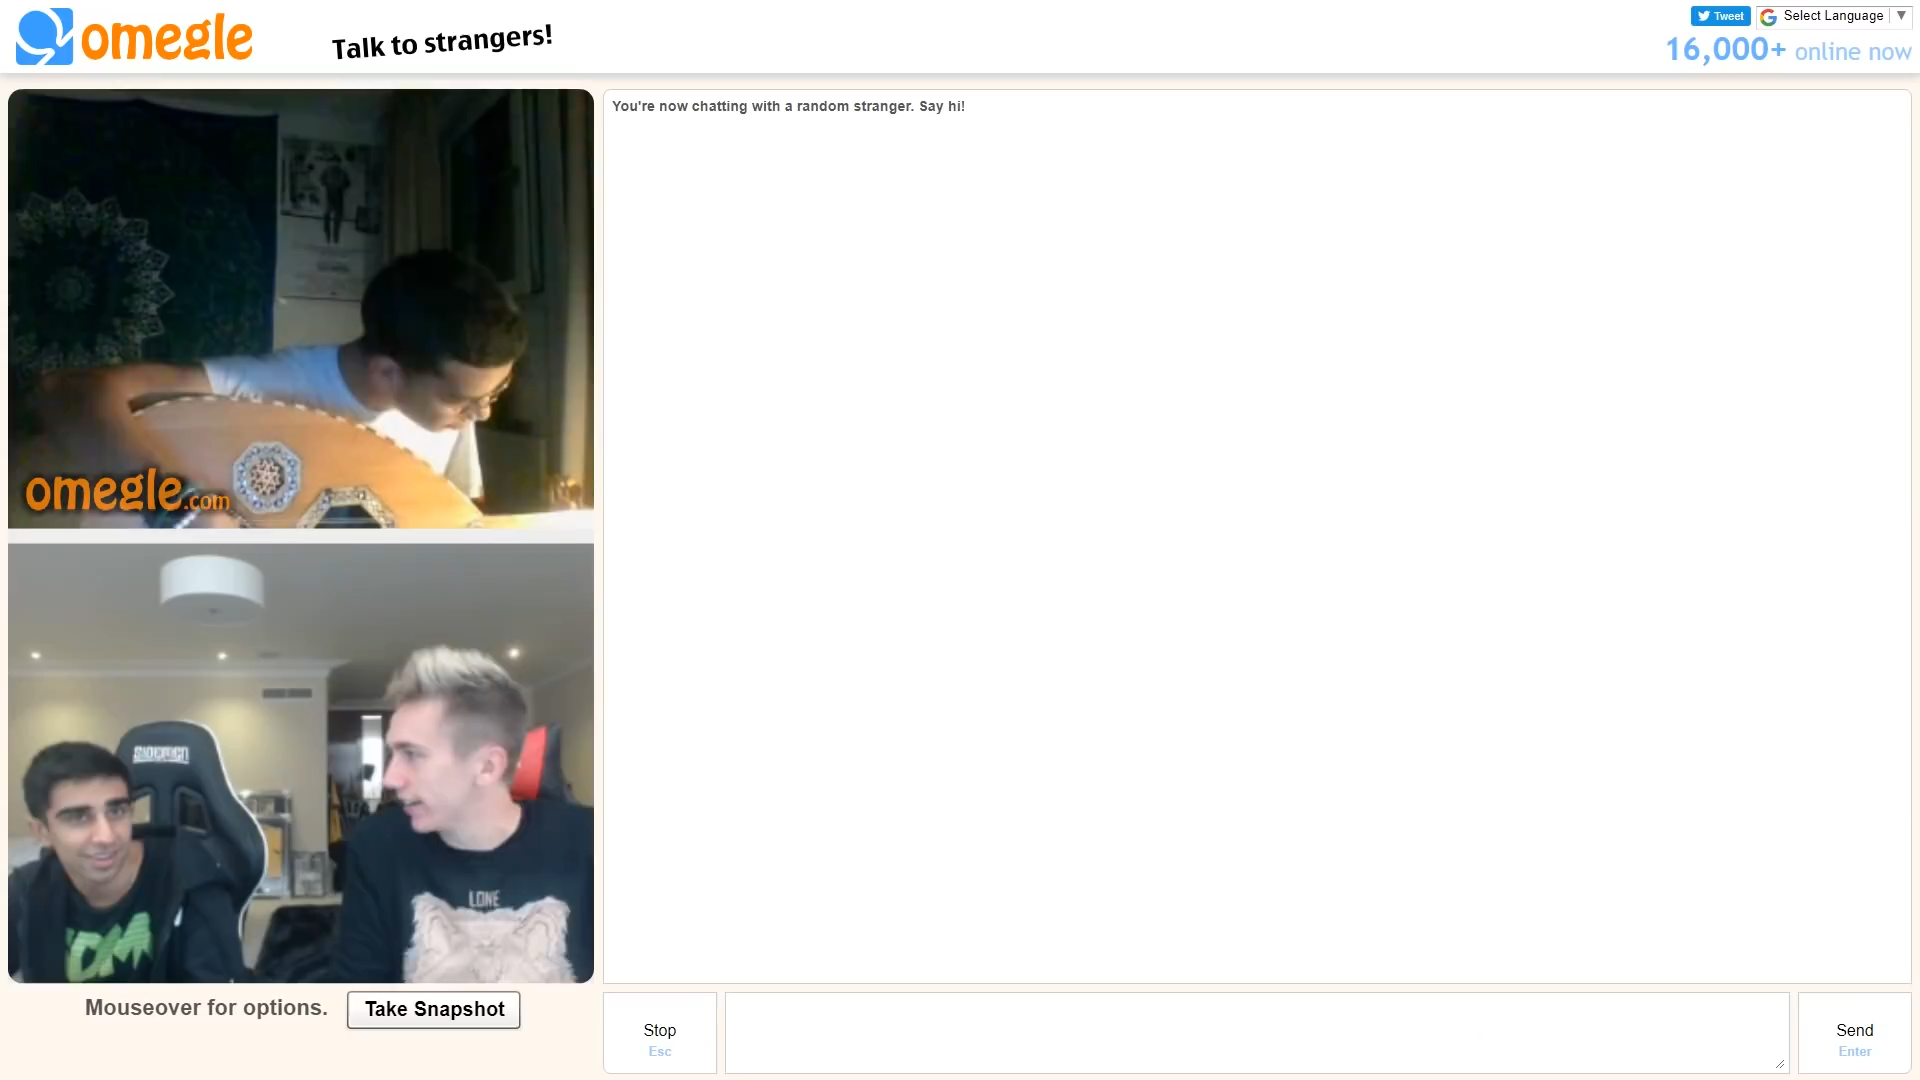 omegle
Talk to strangers!
Tweet
Select Language
16,000+ online now
You're now chatting with a random stranger. Say hi!
omegle.com
SIDEMEN
LONE
Mouseover for options.
Take Snapshot
Stop
Esc
Send
Enter